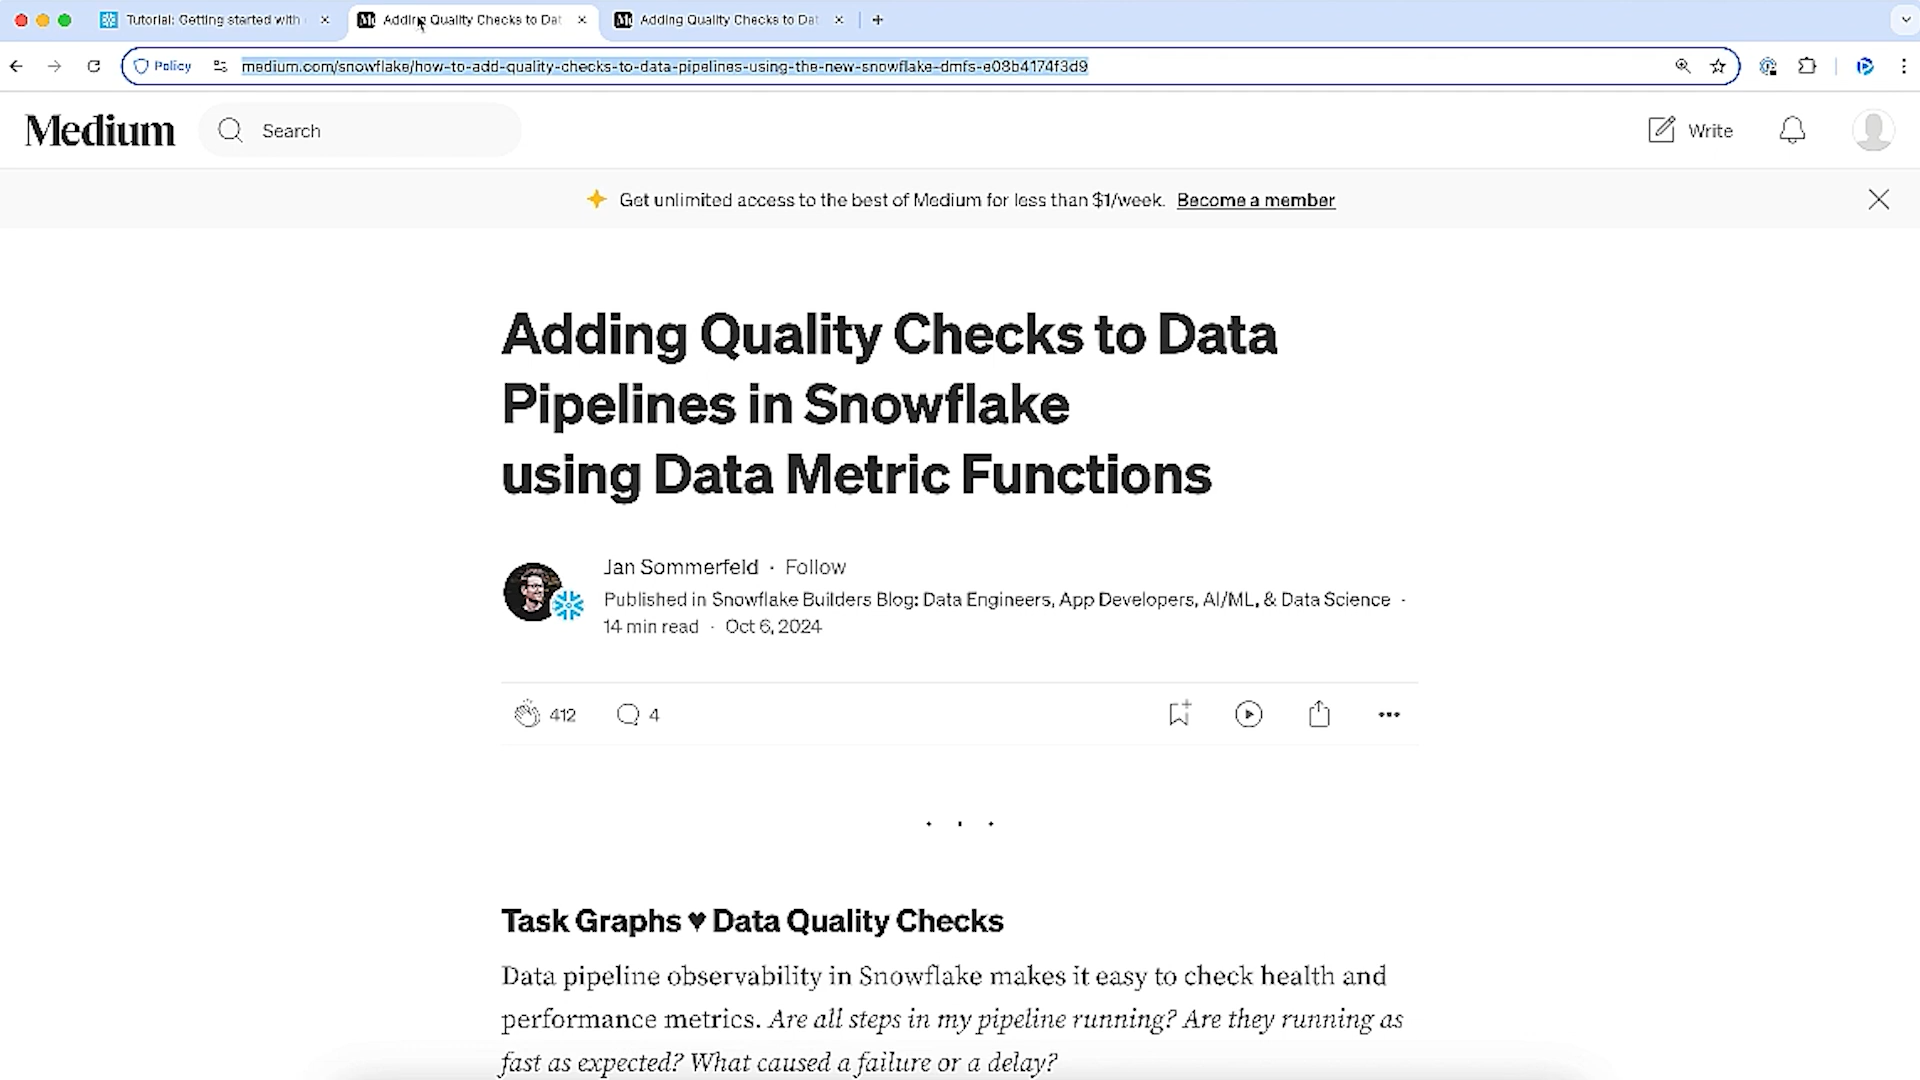 Tutorial: Getting started with
Adding Quality Checks to Dat
Adding Quality Checks to Dat
Policy
medium.com/snowflake/how-to-add-quality-checks-to-data-pipelines-using-the-new-snowflake-dmfs-e08b4174f3d9
Medium
Search
Write
Get unlimited access to the best of Medium for less than $1/week. Become a member
Adding Quality Checks to Data
Pipelines in Snowflake
using Data Metric Functions
Jan Sommerfeld · Follow
Published in Snowflake Builders Blog: Data Engineers, App Developers, AI/ML, & Data Science ·
14 min read · Oct 6, 2024
412
4
· · ·
Task Graphs ♥ Data Quality Checks
Data pipeline observability in Snowflake makes it easy to check health and
performance metrics. Are all steps in my pipeline running? Are they running as
fast as expected? What caused a failure or a delay?